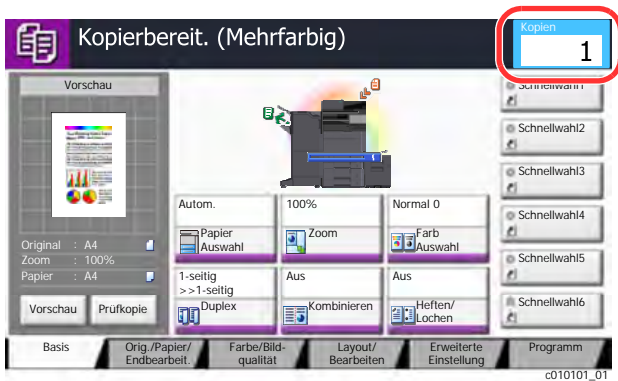 Kopierbereit. (Mehrfarbig)
Kopien
1
Vorschau
Original : A4
Zoom : 100%
Papier : A4
Vorschau
Prüfkopie
Autom.
Papier
Auswahl
100%
Zoom
Normal 0
Farb
Auswahl
1-seitig
>>1-seitig
Duplex
Aus
Kombinieren
Aus
Heften/
Lochen
Schnellwahl1
Schnellwahl2
Schnellwahl3
Schnellwahl4
Schnellwahl5
Schnellwahl6
Basis
Orig./Papier/
Endbearbeit.
Farbe/Bild-
qualität
Layout/
Bearbeiten
Erweiterte
Einstellung
Programm
c010101_01